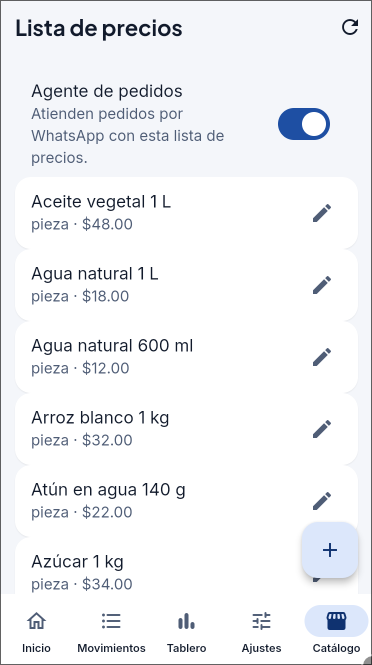 Lista de precios
Agente de pedidos
Atienden pedidos por
WhatsApp con esta lista de
precios.
Aceite vegetal 1 L
pieza · $48.00
Agua natural 1 L
pieza · $18.00
Agua natural 600 ml
pieza · $12.00
Arroz blanco 1 kg
pieza · $32.00
Atún en agua 140 g
pieza · $22.00
Azúcar 1 kg
pieza · $34.00
Inicio Movimientos Tablero Ajustes Catálogo